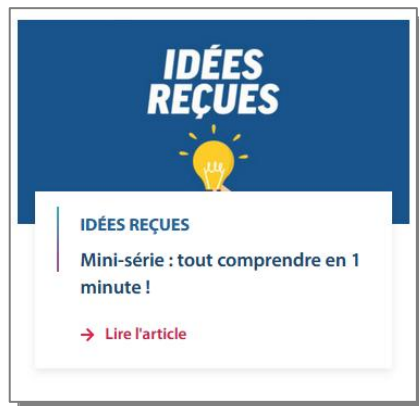 IDÉES
REÇUES
IDÉES REÇUES
Mini-série : tout comprendre en 1
minute !
→ Lire l'article